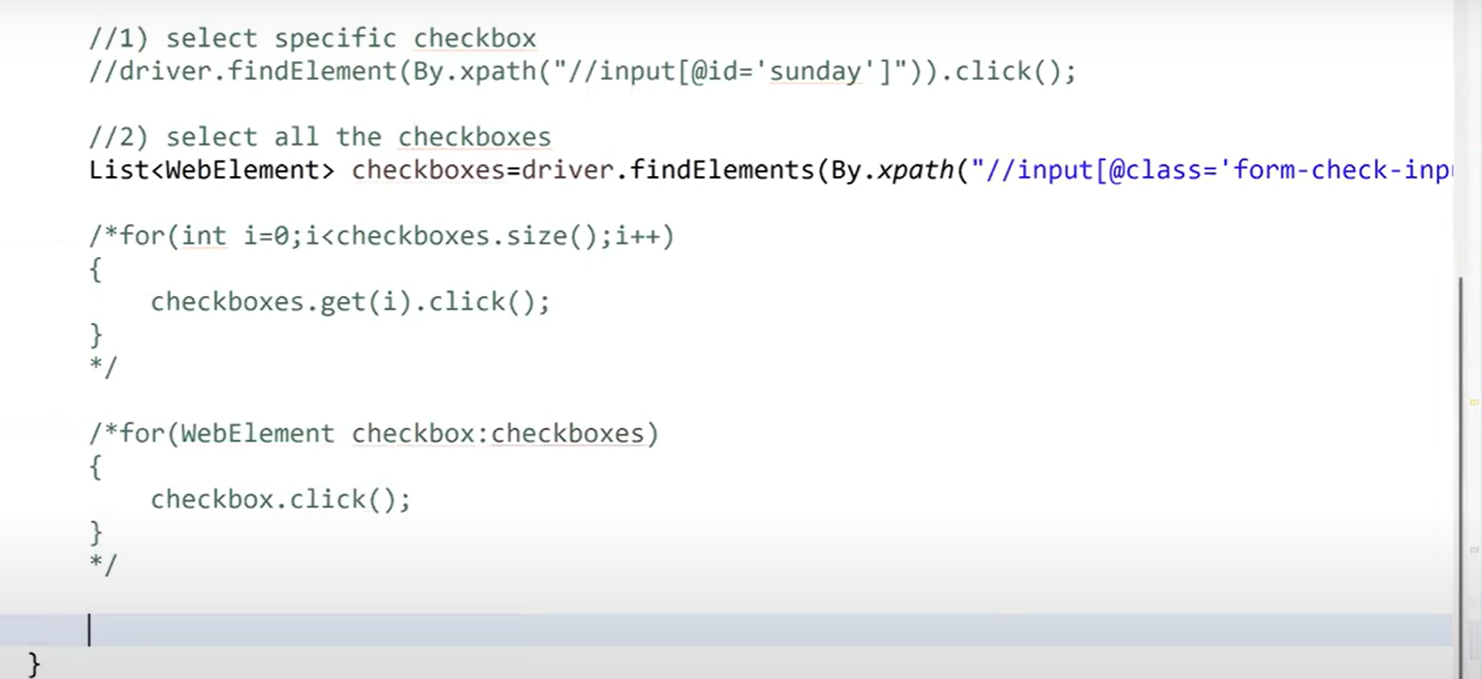 //1) select specific checkbox
//driver.findElement(By.xpath("//input[@id='sunday']")).click();
//2) select all the checkboxes
List<WebElement> checkboxes=driver.findElements(By.xpath("//input[@class='form-check-inp
/*for(int i=0;i<checkboxes.size();i++)
{
checkboxes.get(i).click();
}
*/
/*for(WebElement checkbox:checkboxes)
{
checkbox.click();
}
*/
}